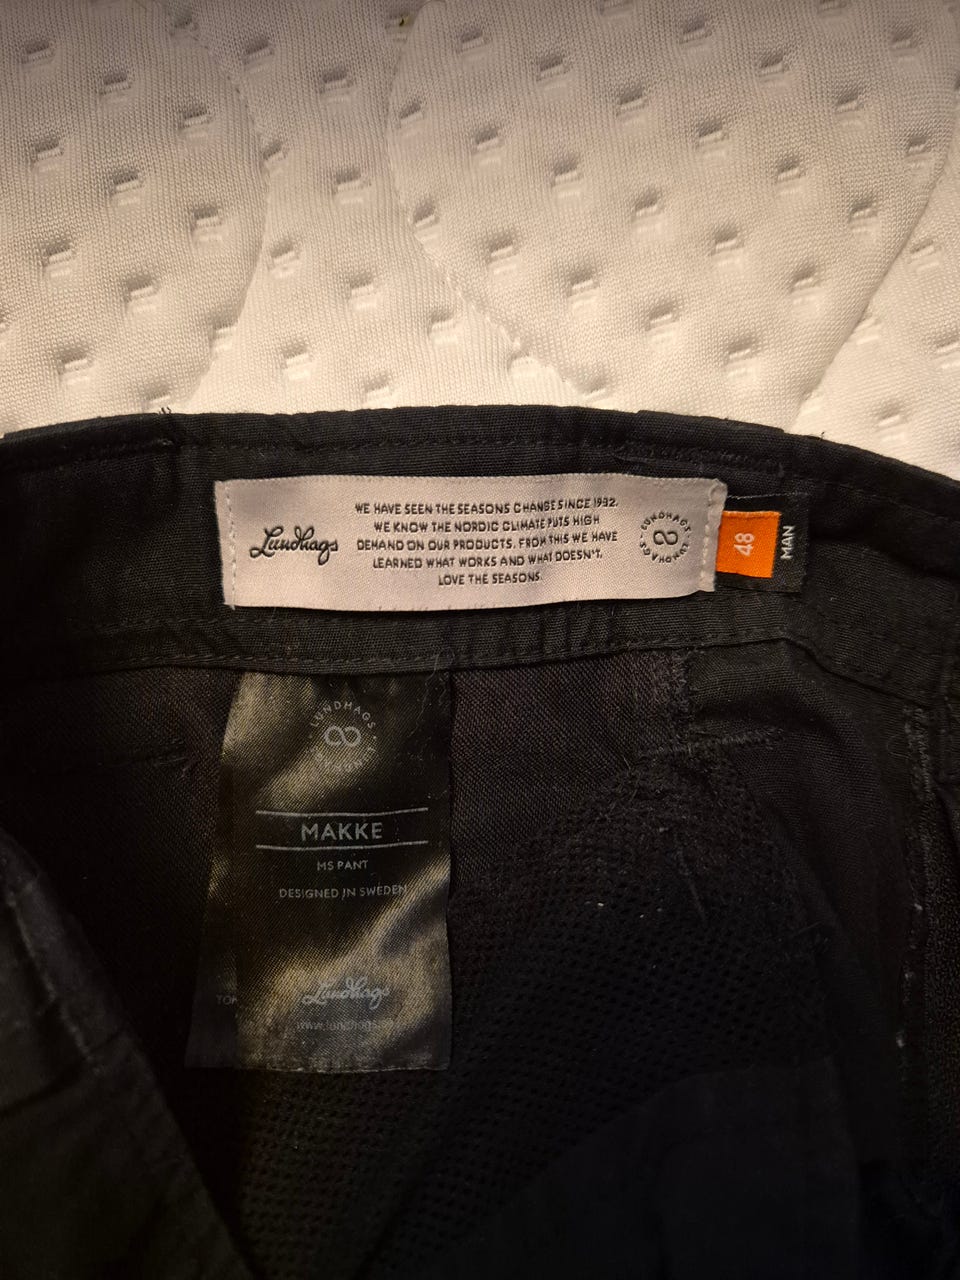 Lundhags
WE HAVE SEEN THE SEASONS CHANGE SINCE 1932.
WE KNOW THE NORDIC CLIMATE PUTS HIGH
DEMAND ON OUR PRODUCTS. FROM THIS WE HAVE
LEARNED WHAT WORKS AND WHAT DOESN'T.
LOVE THE SEASONS.
LUNDHAGS · LUNDHAGS ·
48
MAN
LUNDHAGS · LUNDHAGS ·
MAKKE
MS PANT
DESIGNED IN SWEDEN
Lundhags